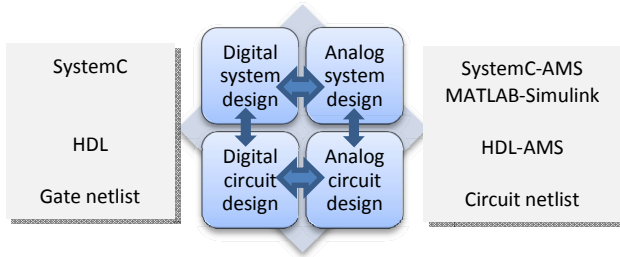 SystemC
HDL
Gate netlist
Digital
system
design
Analog
system
design
Digital
circuit
design
Analog
circuit
design
SystemC-AMS
MATLAB-Simulink
HDL-AMS
Circuit netlist